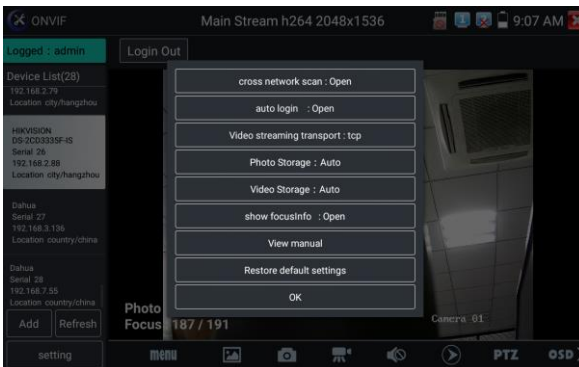 ONVIF
Main Stream h264 2048x1536
9:07 AM
Logged : admin
Login Out
Device List(28)
192.168.2.79
Location city/hangzhou
HIKVISION
DS-2CD3335F-IS
Serial 26
192.168.2.88
Location city/hangzhou
Dahua
Serial 27
192.168.3.136
Location country/china
Dahua
Serial 28
192.168.7.55
Location country/china
Add
Refresh
setting
cross network scan : Open
auto login : Open
Video streaming transport : tcp
Photo Storage : Auto
Video Storage : Auto
show focusInfo : Open
View manual
Restore default settings
OK
Photo
Focus 187 / 191
Camera 01
menu
PTZ
OSD